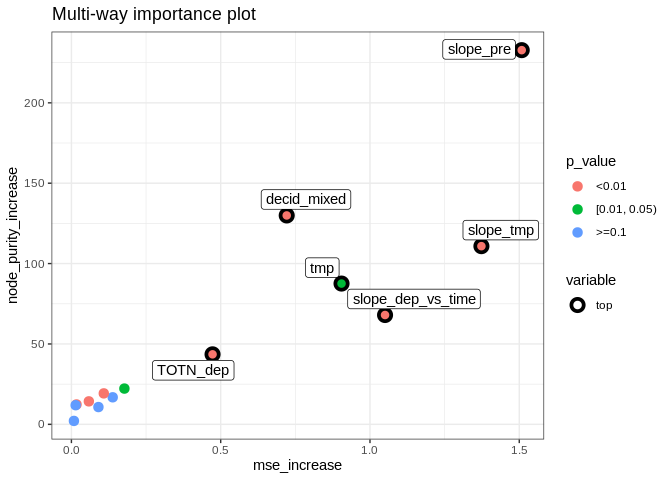 Multi-way importance plot
slope_pre
200
p_value
<0.01
decid_mixed
150
[0.01, 0.05)
slope_tmp
>=0.1
node_purity_increase
tmp
100
variable
slope_dep_vs_time
top
50
TOTN_dep
0
0.0
0.5
1.0
1.5
mse_increase